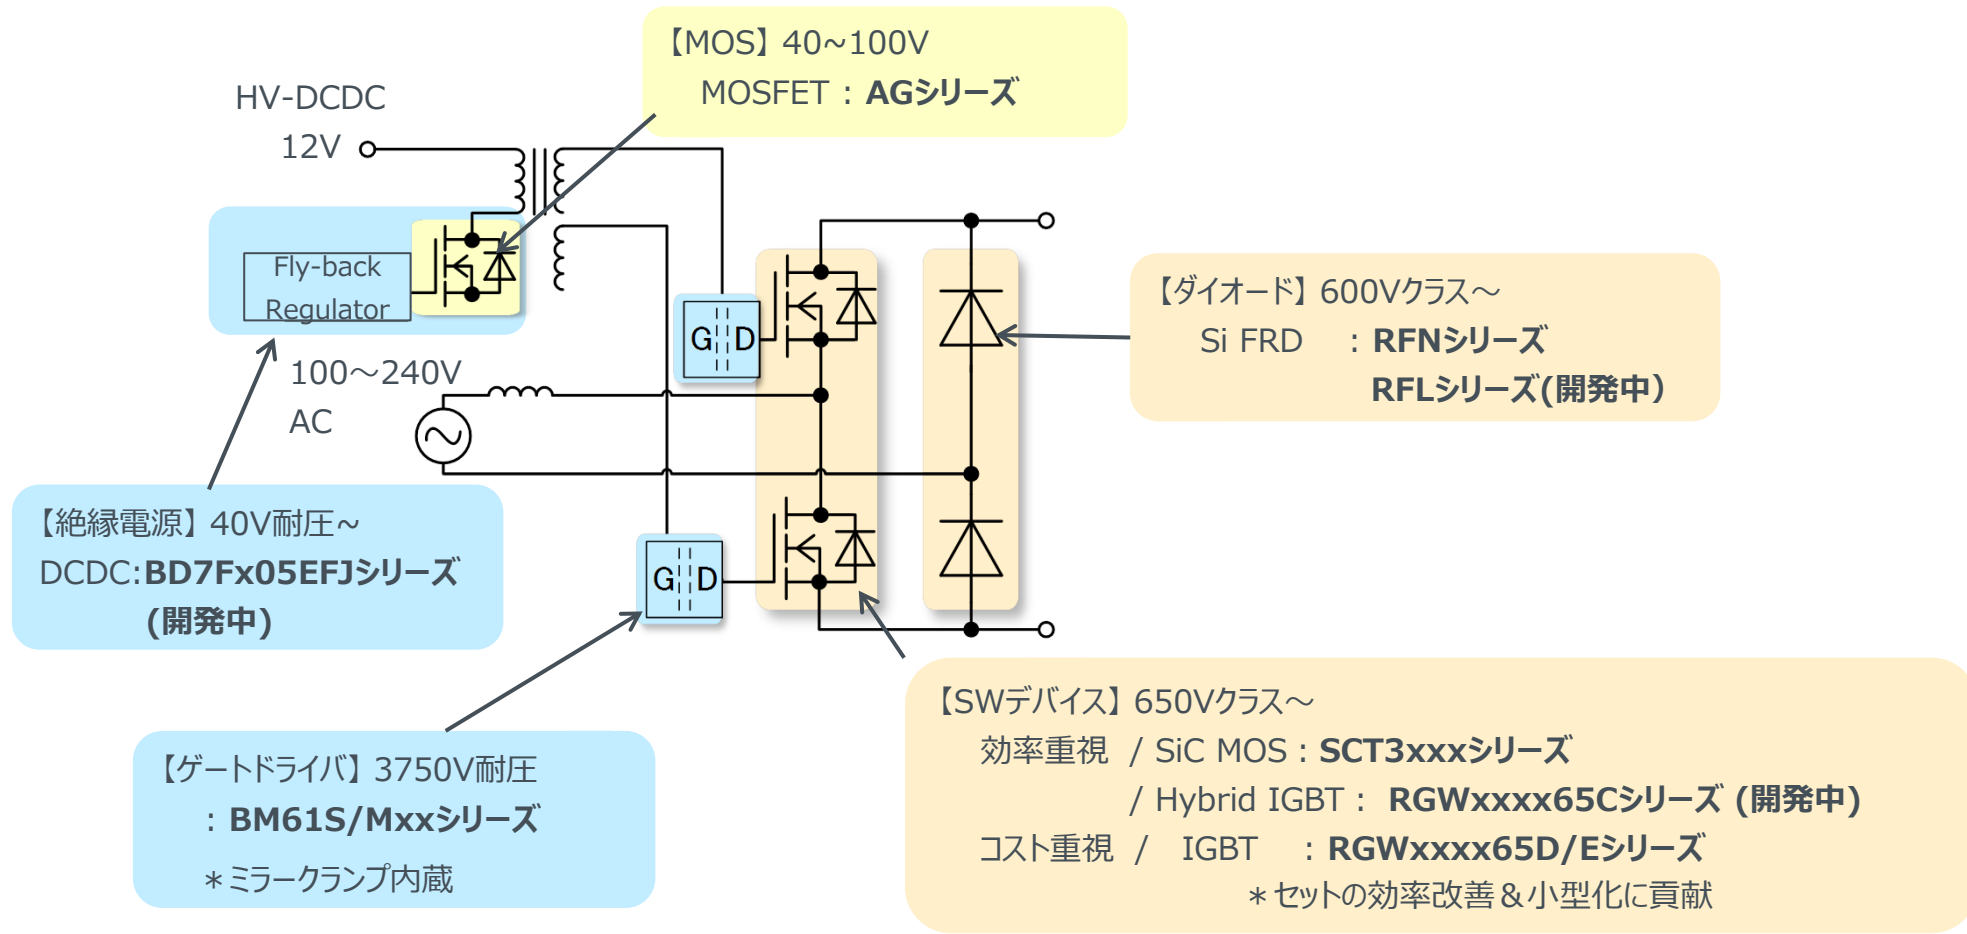 【MOS】 40~100V
MOSFET : AGシリーズ
HV-DCDC
12V
Fly-back
Regulator
100～240V
AC
G D
G D
【ダイオード】 600Vクラス～
Si FRD : RFNシリーズ
RFLシリーズ(開発中）
【絶縁電源】 40V耐圧~
DCDC:BD7Fx05EFJシリーズ
(開発中)
【ゲートドライバ】 3750V耐圧
: BM61S/Mxxシリーズ
＊ミラークランプ内蔵
【SWデバイス】 650Vクラス～
効率重視 / SiC MOS : SCT3xxxシリーズ
/ Hybrid IGBT : RGWxxxx65Cシリーズ (開発中)
コスト重視 / IGBT : RGWxxxx65D/Eシリーズ
＊セットの効率改善＆小型化に貢献